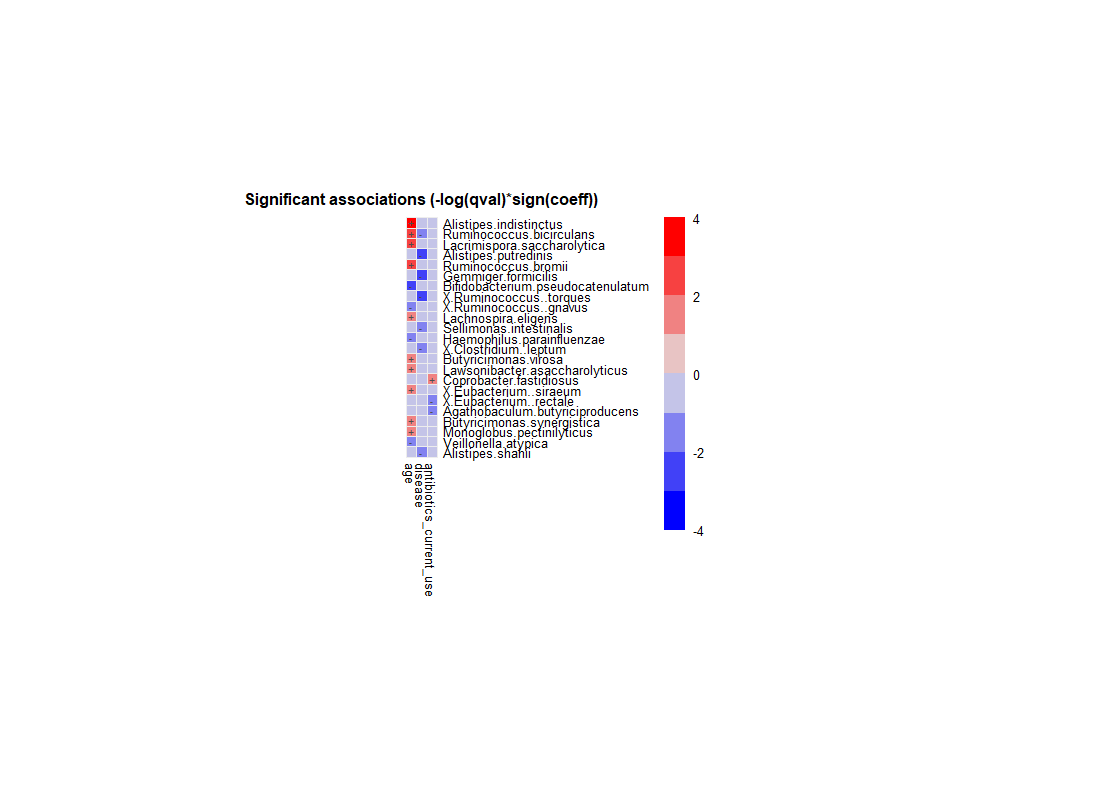 Significant associations (-log(qval)*sign(coeff))
Alistipes.indistinctus
+ - Ruminococcus.bicirculans
+ Lacrimispora.saccharolytica
Alistipes.putredinis
+ Ruminococcus.bromii
Gemmiger.formicilis
Bifidobacterium.pseudocatenulatum
X.Ruminococcus..torques
- X.Ruminococcus..gnavus
+ Lachnospira.eligens
- Sellimonas.intestinalis
- Haemophilus.parainfluenzae
- X.Clostridium..leptum
+ Butyricimonas.virosa
+ Lawsonibacter.asaccharolyticus
+ Coprobacter.fastidiosus
+ X.Eubacterium..siraeum
- X.Eubacterium..rectale
- Agathobaculum.butyriciproducens
+ Butyricimonas.synergistica
+ Monoglobus.pectinilyticus
- Veillonella.atypica
- Alistipes.shahii
age
disease
antibiotics_current_use
4
2
0
-2
-4